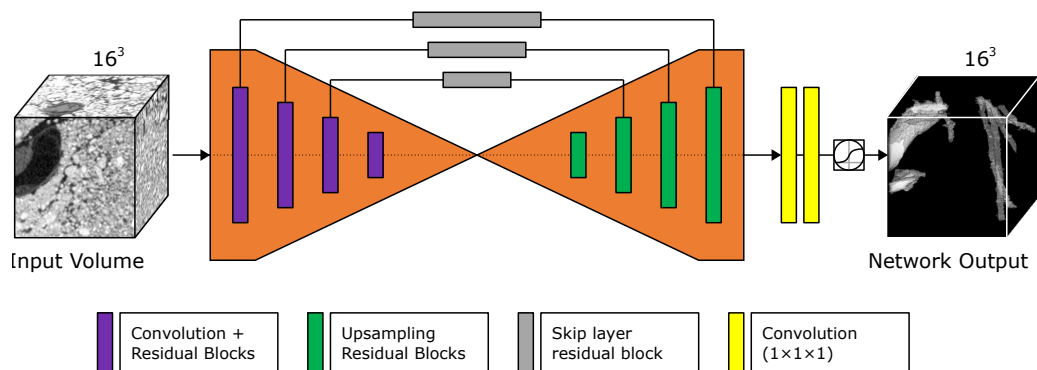 16³
16³
Input Volume
Network Output
Convolution +
Residual Blocks
Upsampling
Residual Blocks
Skip layer
residual block
Convolution
(1×1×1)